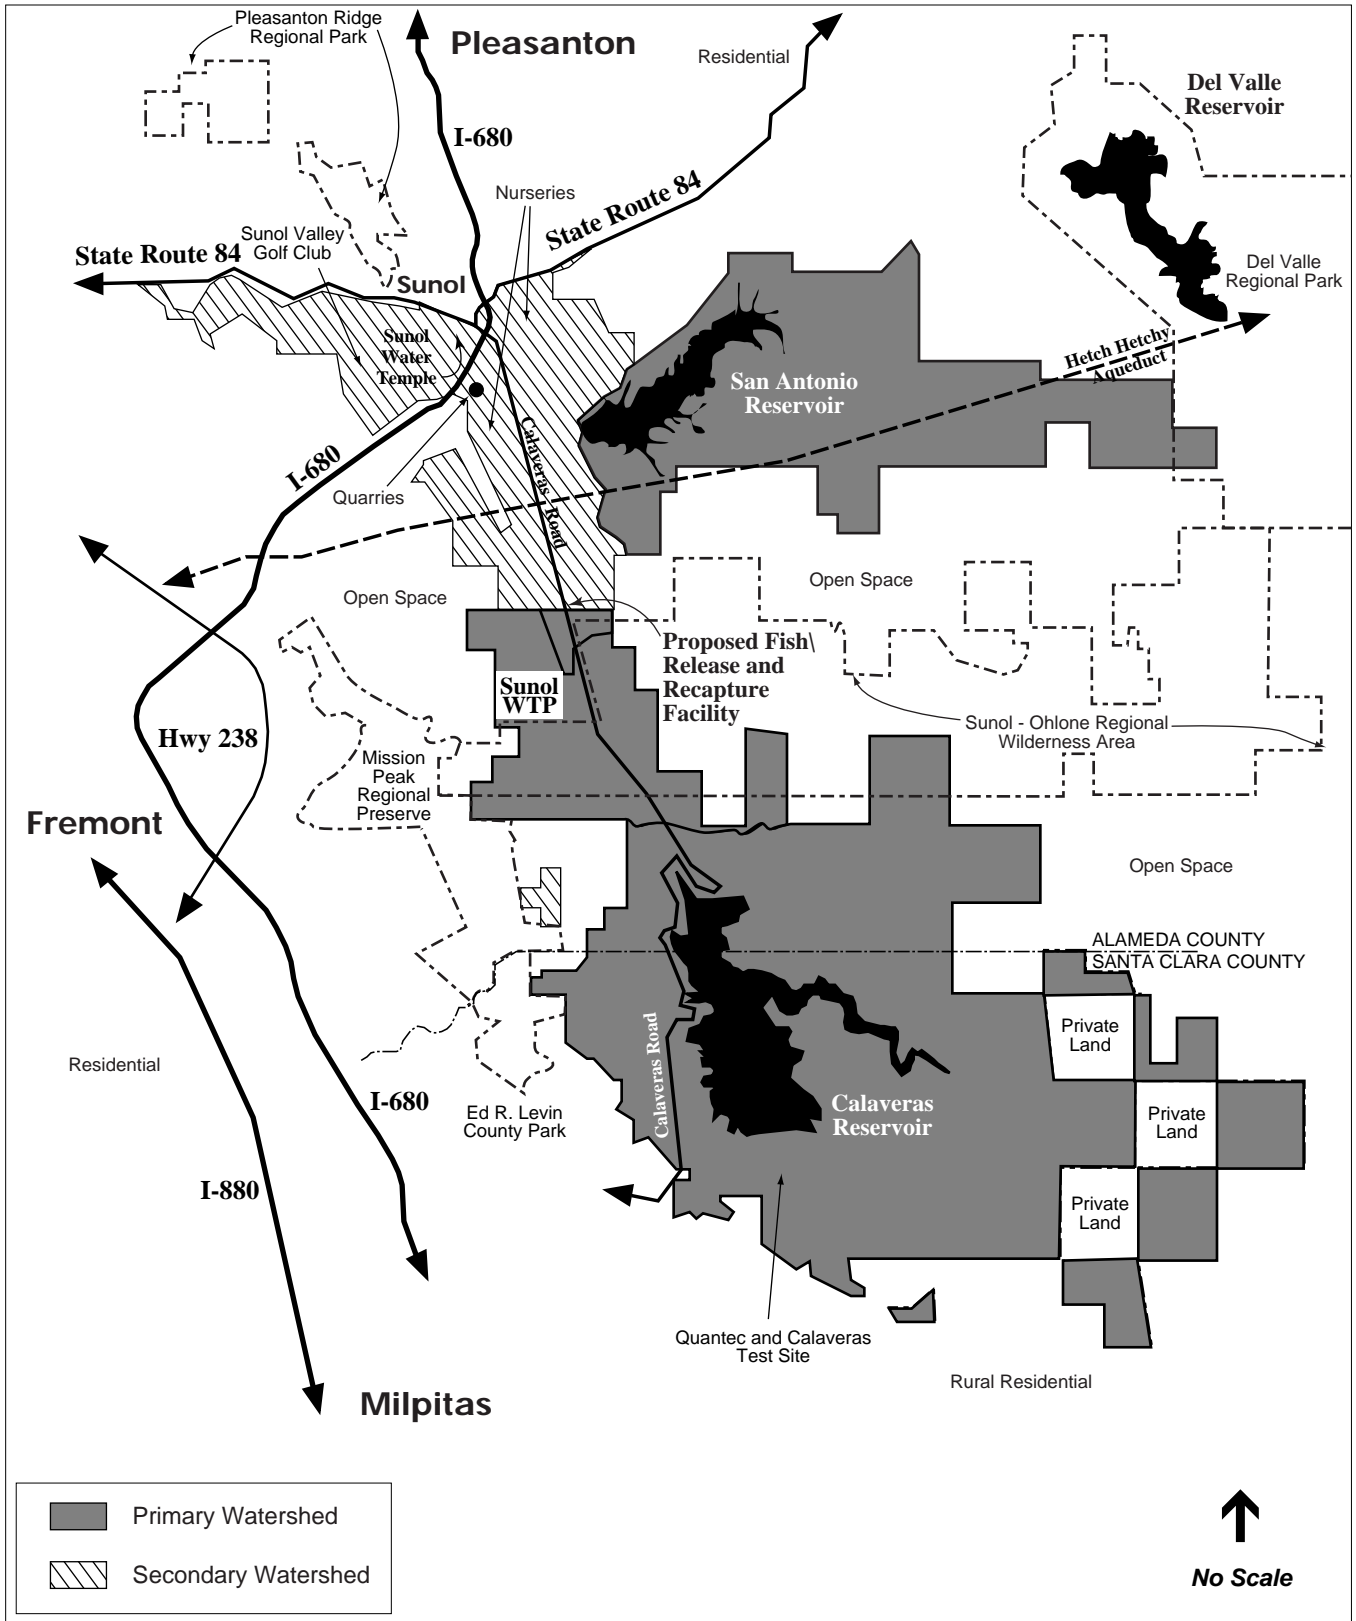 Pleasanton Ridge
Regional Park
Pleasanton
Residential
Del Valle
Reservoir
I-680
State Route 84
Nurseries
State Route 84
Sunol Valley
Golf Club
Sunol
Del Valle
Regional Park
Sunol
Water
Temple
Hetch Hetchy
Aqueduct
San Antonio
Reservoir
Calaveras Road
I-680
Quarries
Open Space
Open Space
Proposed Fish\
Release and
Recapture
Facility
Sunol
WTP
Sunol - Ohlone Regional
Wilderness Area
Hwy 238
Mission
Peak
Regional
Preserve
Fremont
Open Space
ALAMEDA COUNTY
SANTA CLARA COUNTY
Private
Land
Calaveras Road
Residential
I-680
Ed R. Levin
County Park
Calaveras
Reservoir
Private
Land
I-880
Private
Land
Quantec and Calaveras
Test Site
Rural Residential
Milpitas
Primary Watershed
Secondary Watershed
No Scale